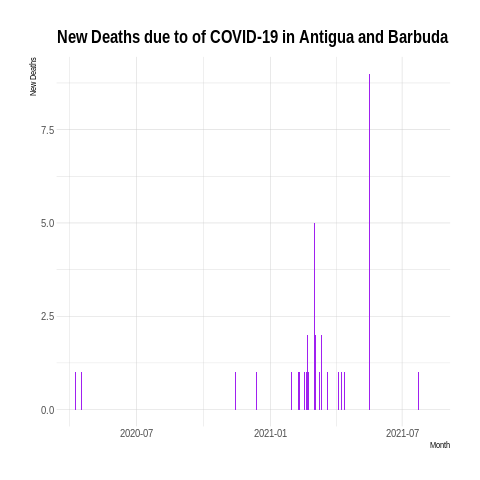 New Deaths due to of COVID-19 in Antigua and Barbuda
New Deaths
7.5
5.0
2.5
0.0
2020-07
2021-01
2021-07
Month